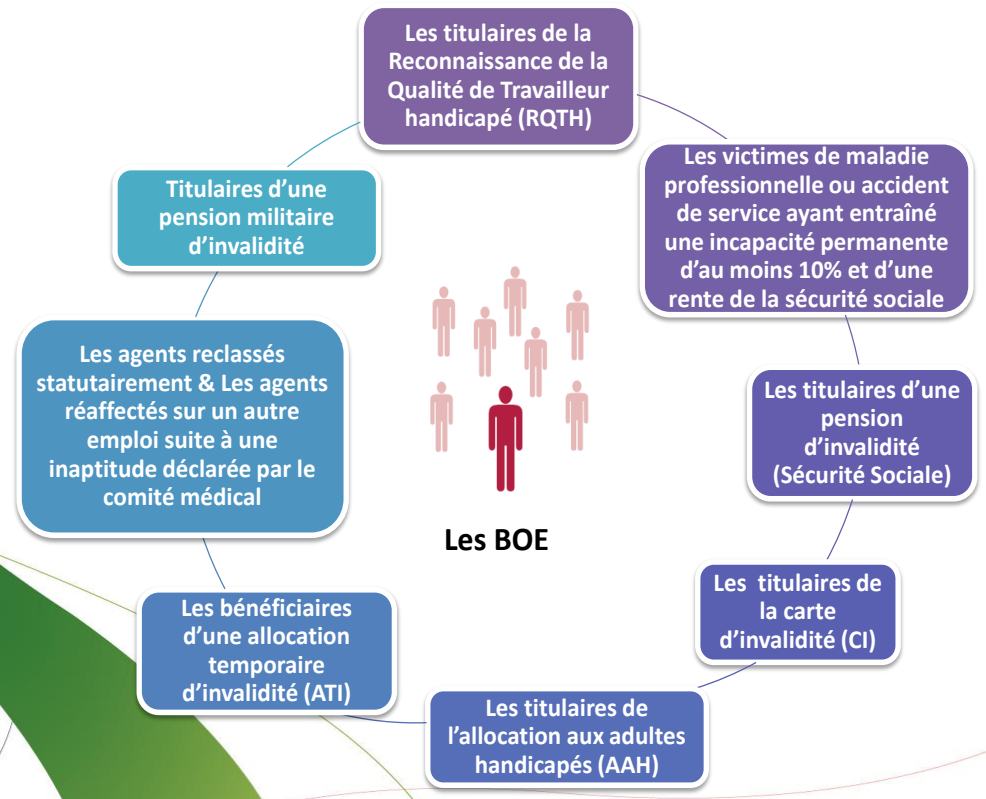 Les titulaires de la
Reconnaissance de la
Qualité de Travailleur
handicapé (RQTH)
Les victimes de maladie
professionnelle ou accident
de service ayant entraîné
une incapacité permanente
d'au moins 10% et d'une
rente de la sécurité sociale
Les titulaires d'une
pension
d'invalidité
(Sécurité Sociale)
Les titulaires de
la carte
d'invalidité (CI)
Les titulaires de
l'allocation aux adultes
handicapés (AAH)
Les bénéficiaires
d'une allocation
temporaire
d'invalidité (ATI)
Les agents reclassés
statutairement & Les agents
réaffectés sur un autre
emploi suite à une
inaptitude déclarée par le
comité médical
Titulaires d'une
pension militaire
d'invalidité
Les BOE